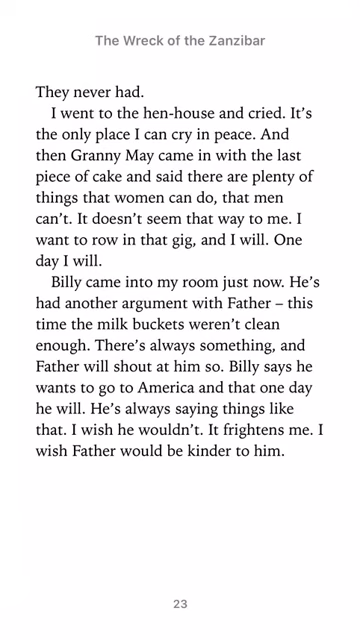 The Wreck of the Zanzibar
They never had.
I went to the hen-house and cried. It’s
the only place I can cry in peace. And
then Granny May came in with the last
piece of cake and said there are plenty of
things that women can do, that men
can’t. It doesn’t seem that way to me. I
want to row in that gig, and I will. One
day I will.
Billy came into my room just now. He’s
had another argument with Father – this
time the milk buckets weren’t clean
enough. There’s always something, and
Father will shout at him so. Billy says he
wants to go to America and that one day
he will. He’s always saying things like
that. I wish he wouldn’t. It frightens me. I
wish Father would be kinder to him.
23